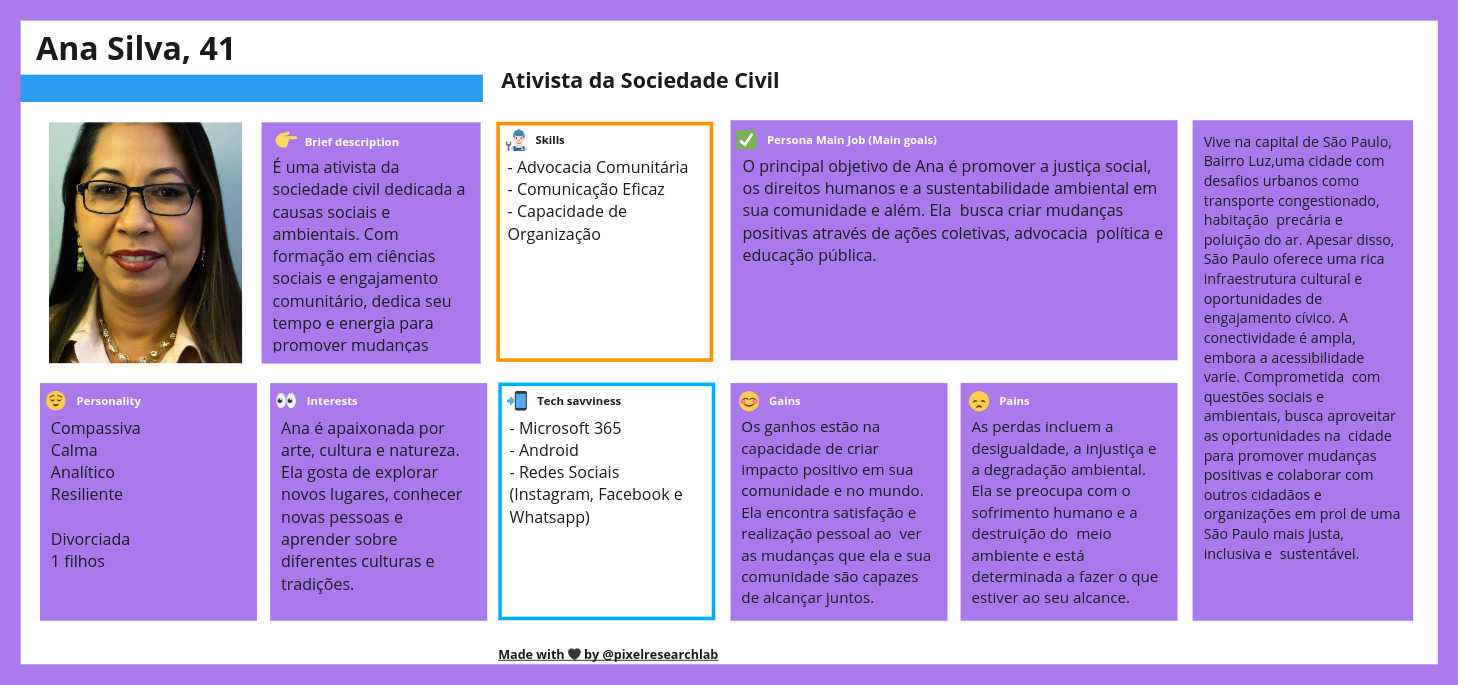 Ana Silva, 41
Ativista da Sociedade Civil
Brief description
É uma ativista da
sociedade civil dedicada a
causas sociais e
ambientais. Com
formação em ciências
sociais e engajamento
comunitário, dedica seu
tempo e energia para
promover mudanças
Skills
- Advocacia Comunitária
- Comunicação Eficaz
- Capacidade de
Organização
Persona Main Job (Main goals)
O principal objetivo de Ana é promover a justiça social,
os direitos humanos e a sustentabilidade ambiental em
sua comunidade e além. Ela busca criar mudanças
positivas através de ações coletivas, advocacia política e
educação pública.
Vive na capital de São Paulo,
Bairro Luz,uma cidade com
desafios urbanos como
transporte congestionado,
habitação precária e
poluição do ar. Apesar disso,
São Paulo oferece uma rica
infraestrutura cultural e
oportunidades de
engajamento cívico. A
conectividade é ampla,
embora a acessibilidade
varie. Comprometida com
questões sociais e
ambientais, busca aproveitar
as oportunidades na cidade
para promover mudanças
positivas e colaborar com
outros cidadãos e
organizações em prol de uma
São Paulo mais justa,
inclusiva e sustentável.
Personality
Compassiva
Calma
Analítico
Resiliente
Divorciada
1 filhos
Interests
Ana é apaixonada por
arte, cultura e natureza.
Ela gosta de explorar
novos lugares, conhecer
novas pessoas e
aprender sobre
diferentes culturas e
tradições.
Tech savviness
- Microsoft 365
- Android
- Redes Sociais
(Instagram, Facebook e
Whatsapp)
Gains
Os ganhos estão na
capacidade de criar
impacto positivo em sua
comunidade e no mundo.
Ela encontra satisfação e
realização pessoal ao ver
as mudanças que ela e sua
comunidade são capazes
de alcançar juntos.
Pains
As perdas incluem a
desigualdade, a injustiça e
a degradação ambiental.
Ela se preocupa com o
sofrimento humano e a
destruição do meio
ambiente e está
determinada a fazer o que
estiver ao seu alcance.
Made with 🖤 by @pixelresearchlab